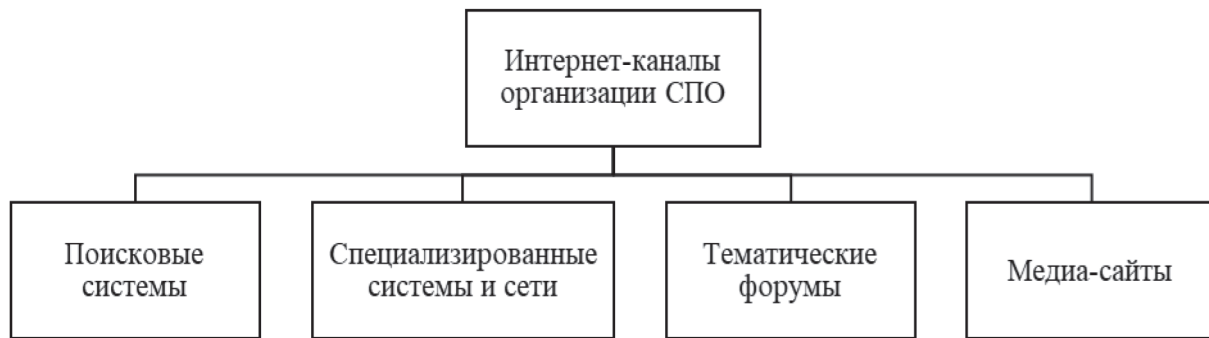 Интернет-каналы
организации СПО
Поисковые
системы
Специализированные
системы и сети
Тематические
форумы
Медиа-сайты